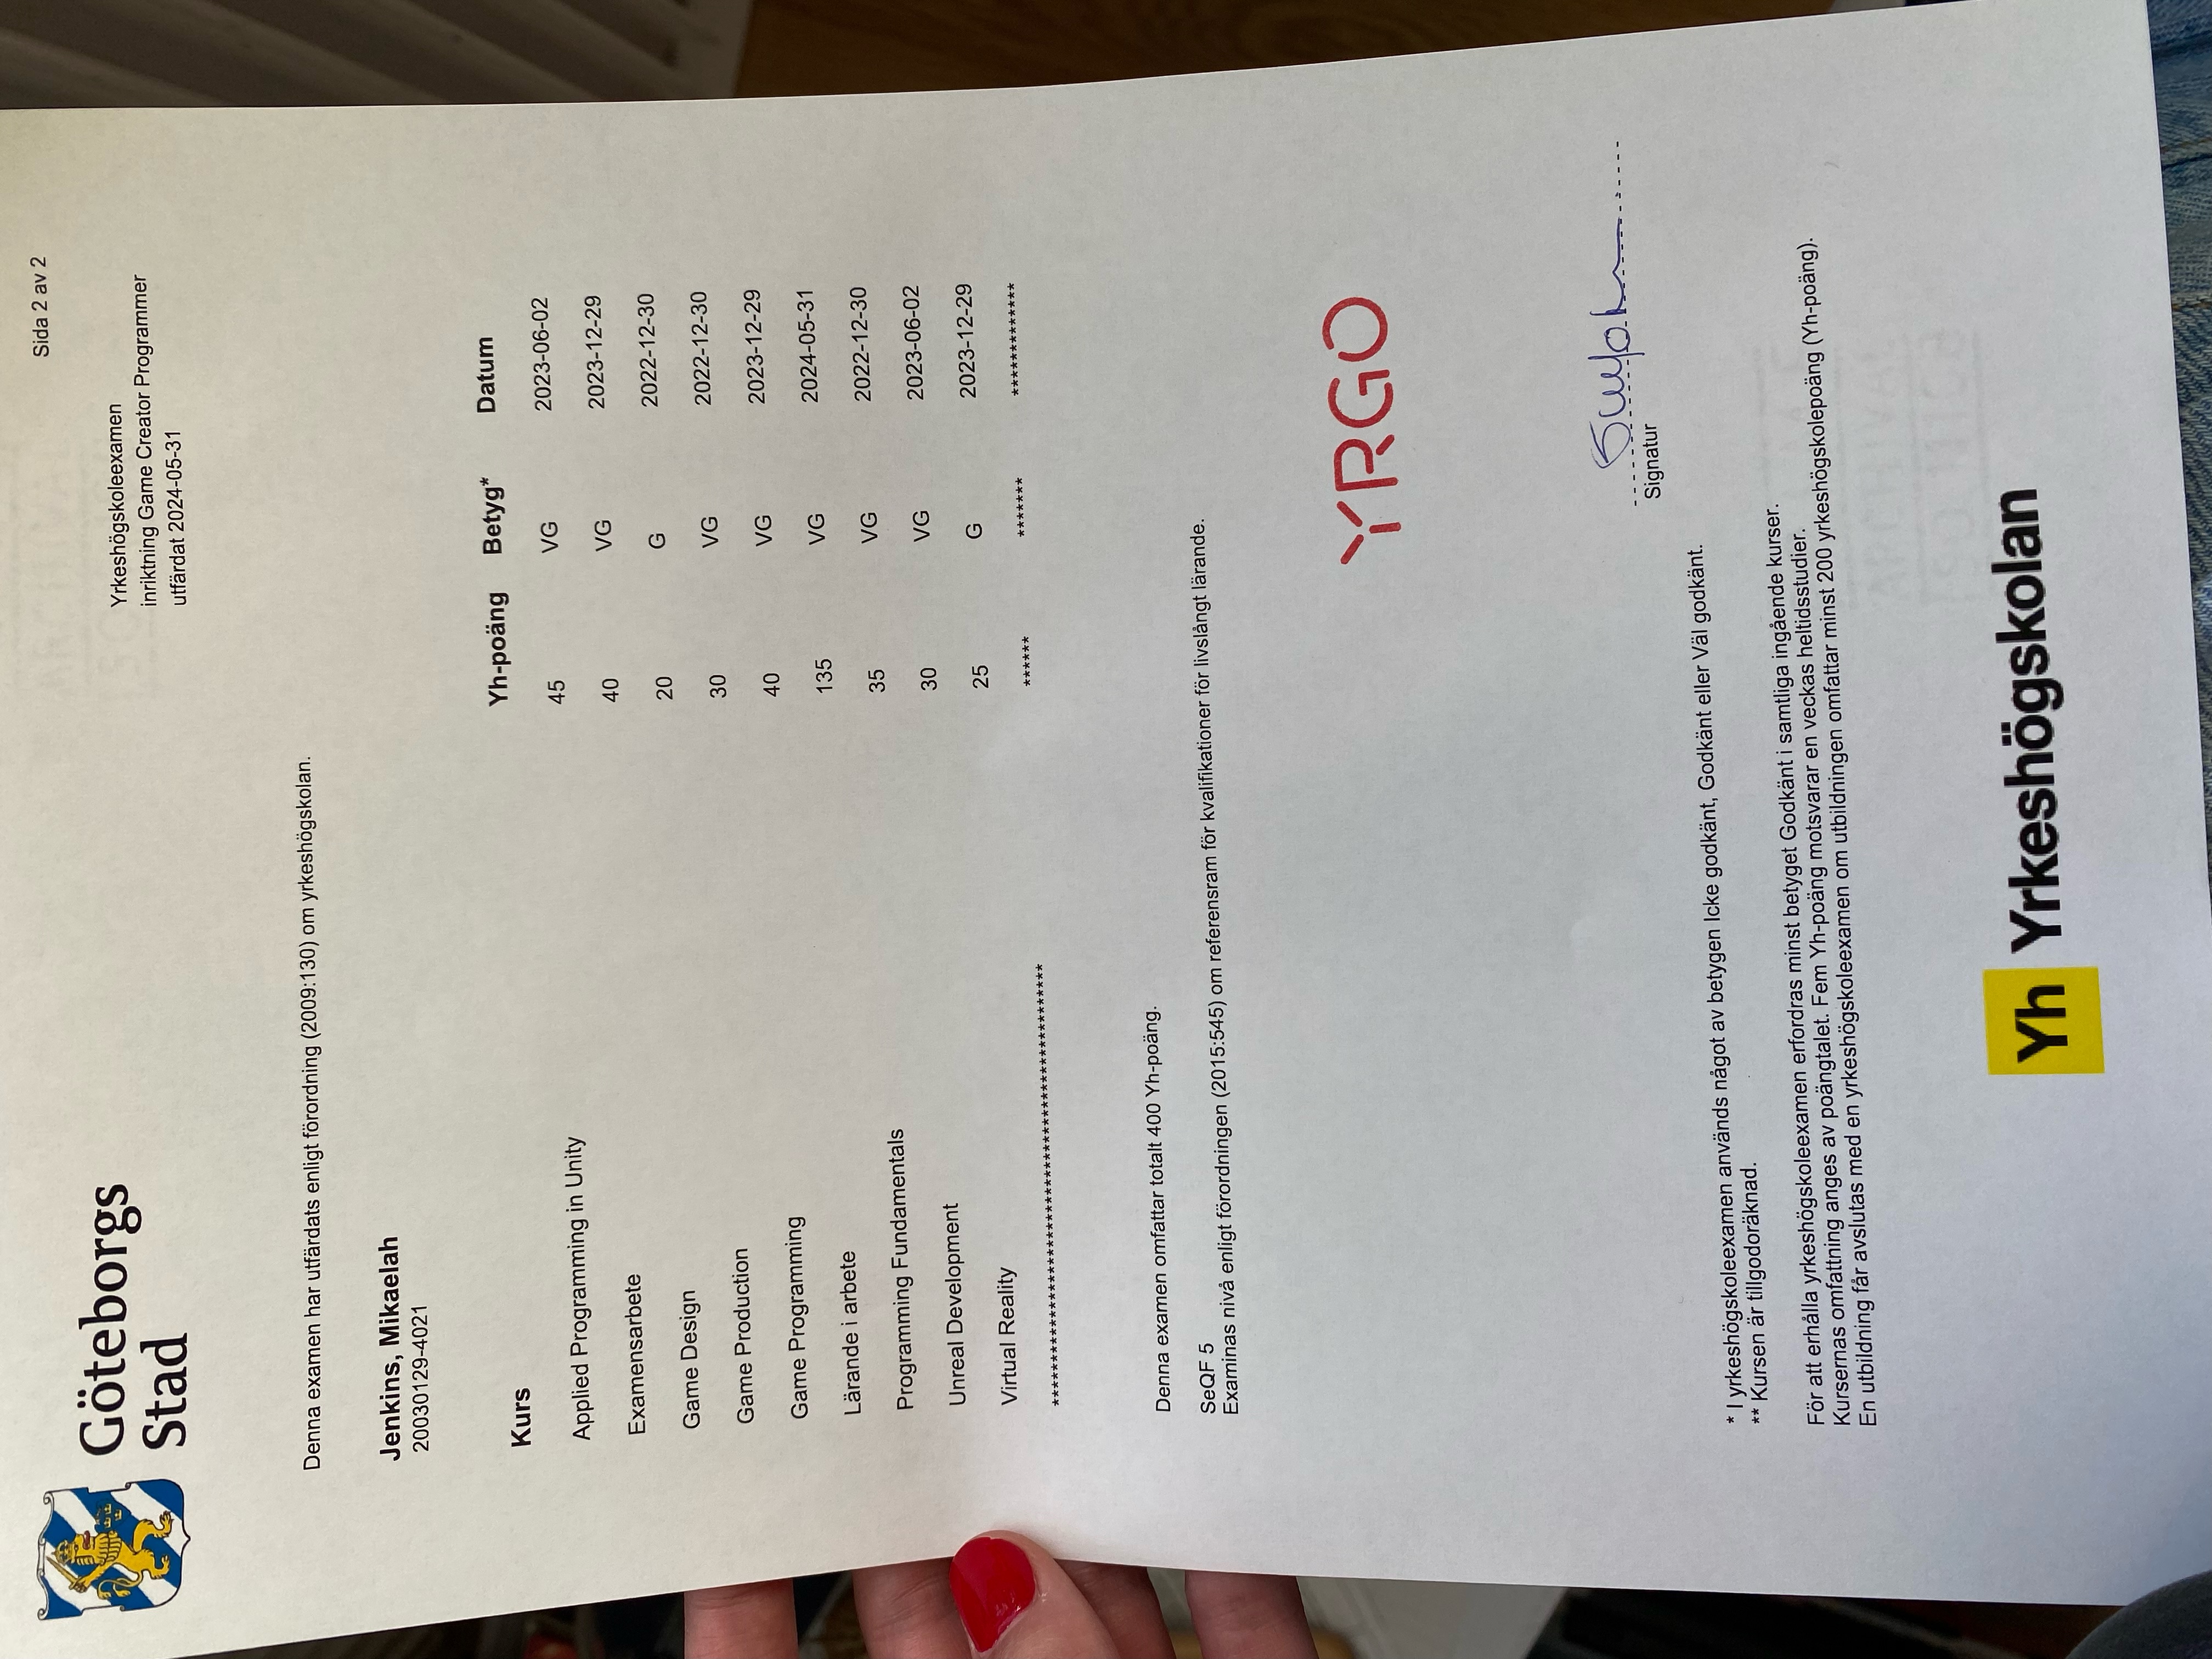 Sida 2 av 2
Göteborgs
Stad
Yrkeshögskoleexamen
inriktning Game Creator Programmer
utfärdat 2024-05-31
Denna examen har utfärdats enligt förordning (2009:130) om yrkeshögskolan.
Jenkins, Mikaelah
20030129-4021
Kurs Yh-poäng Betyg* Datum
Applied Programming in Unity 45 VG 2023-06-02
Examensarbete 40 VG 2023-12-29
Game Design 20 G 2022-12-30
Game Production 30 VG 2022-12-30
Game Programming 40 VG 2023-12-29
Lärande i arbete 135 VG 2024-05-31
Programming Fundamentals 35 VG 2022-12-30
Unreal Development 30 VG 2023-06-02
Virtual Reality 25 G 2023-12-29
************************************************** ****** ******* *************
Denna examen omfattar totalt 400 Yh-poäng.
SeQF 5
Examinas nivå enligt förordningen (2015:545) om referensram för kvalifikationer för livslångt lärande.
YRGO
Signatur
* I yrkeshögskoleexamen används något av betygen Icke godkänt, Godkänt eller Väl godkänt.
** Kursen är tillgodoräknad.
För att erhålla yrkeshögskoleexamen erfordras minst betyget Godkänt i samtliga ingående kurser.
Kursernas omfattning anges av poängtalet. Fem Yh-poäng motsvarar en veckas heltidsstudier.
En utbildning får avslutas med en yrkeshögskoleexamen om utbildningen omfattar minst 200 yrkeshögskolepoäng (Yh-poäng).
Yh Yrkeshögskolan